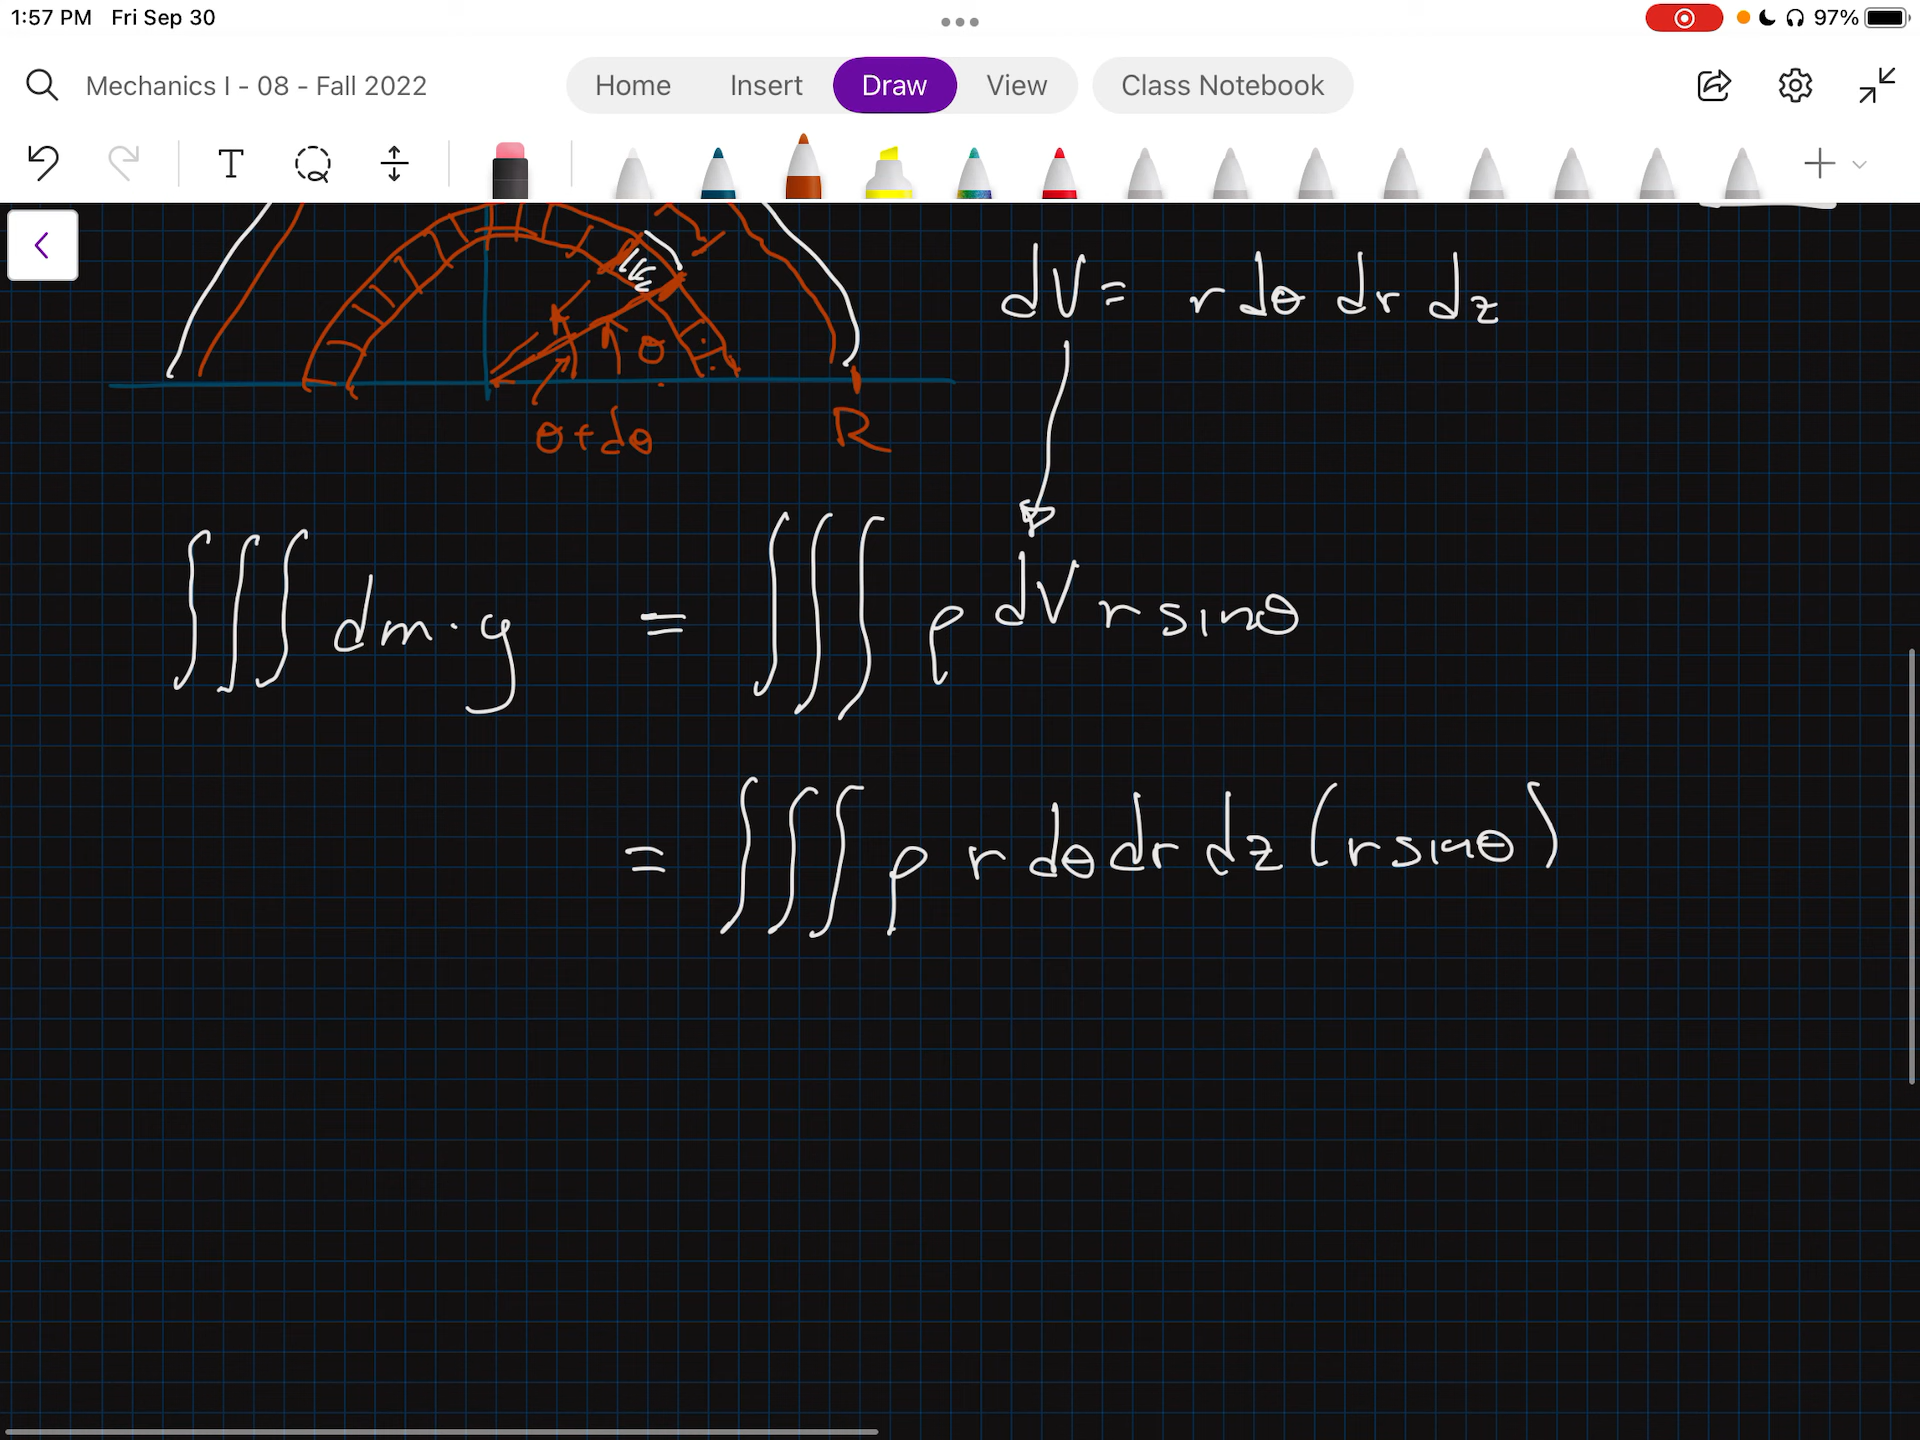 1:57 PM Fri Sep 30
97%
Mechanics I - 08 - Fall 2022
Home Insert Draw View Class Notebook
T
dV = r dθ dr dz
θ
θ + dθ
R
∫∫∫ dm · y = ∫∫∫ ρ dV r sinθ
= ∫∫∫ ρ r dθ dr dz (r sinθ)